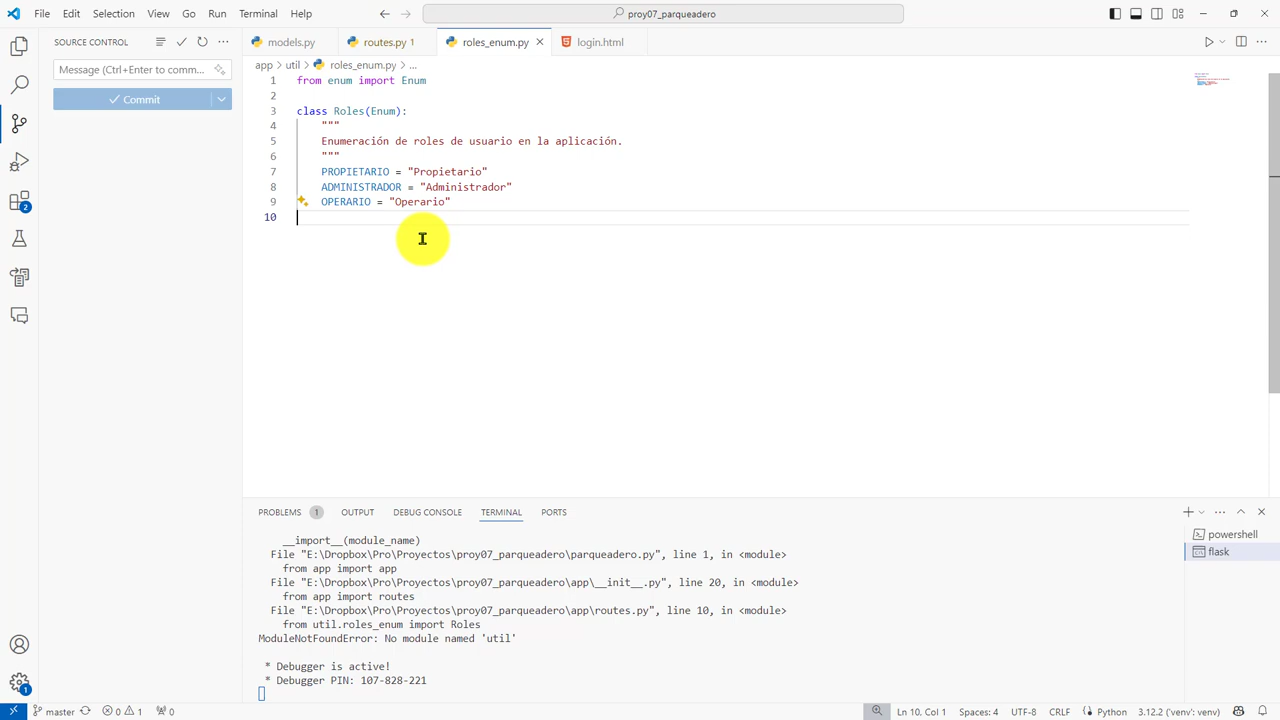 File Edit Selection View Go Run Terminal Help
proy07_parqueadero
SOURCE CONTROL
models.py routes.py 1 roles_enum.py login.html
Message (Ctrl+Enter to comm...
app > util > roles_enum.py > ...
Commit
1 from enum import Enum
2
3 class Roles(Enum):
4 """
5 Enumeración de roles de usuario en la aplicación.
6 """
7 PROPIETARIO = "Propietario"
8 ADMINISTRADOR = "Administrador"
9 OPERARIO = "Operario"
10
2
PROBLEMS 1 OUTPUT DEBUG CONSOLE TERMINAL PORTS
powershell
flask
__import__(module_name)
File "E:\Dropbox\Pro\Proyectos\proy07_parqueadero\parqueadero.py", line 1, in <module>
from app import app
File "E:\Dropbox\Pro\Proyectos\proy07_parqueadero\app\__init__.py", line 20, in <module>
from app import routes
File "E:\Dropbox\Pro\Proyectos\proy07_parqueadero\app\routes.py", line 10, in <module>
from util.roles_enum import Roles
ModuleNotFoundError: No module named 'util'
* Debugger is active!
* Debugger PIN: 107-828-221
1
master 0 1 0 Ln 10, Col 1 Spaces: 4 UTF-8 CRLF Python 3.12.2 ('venv': venv)